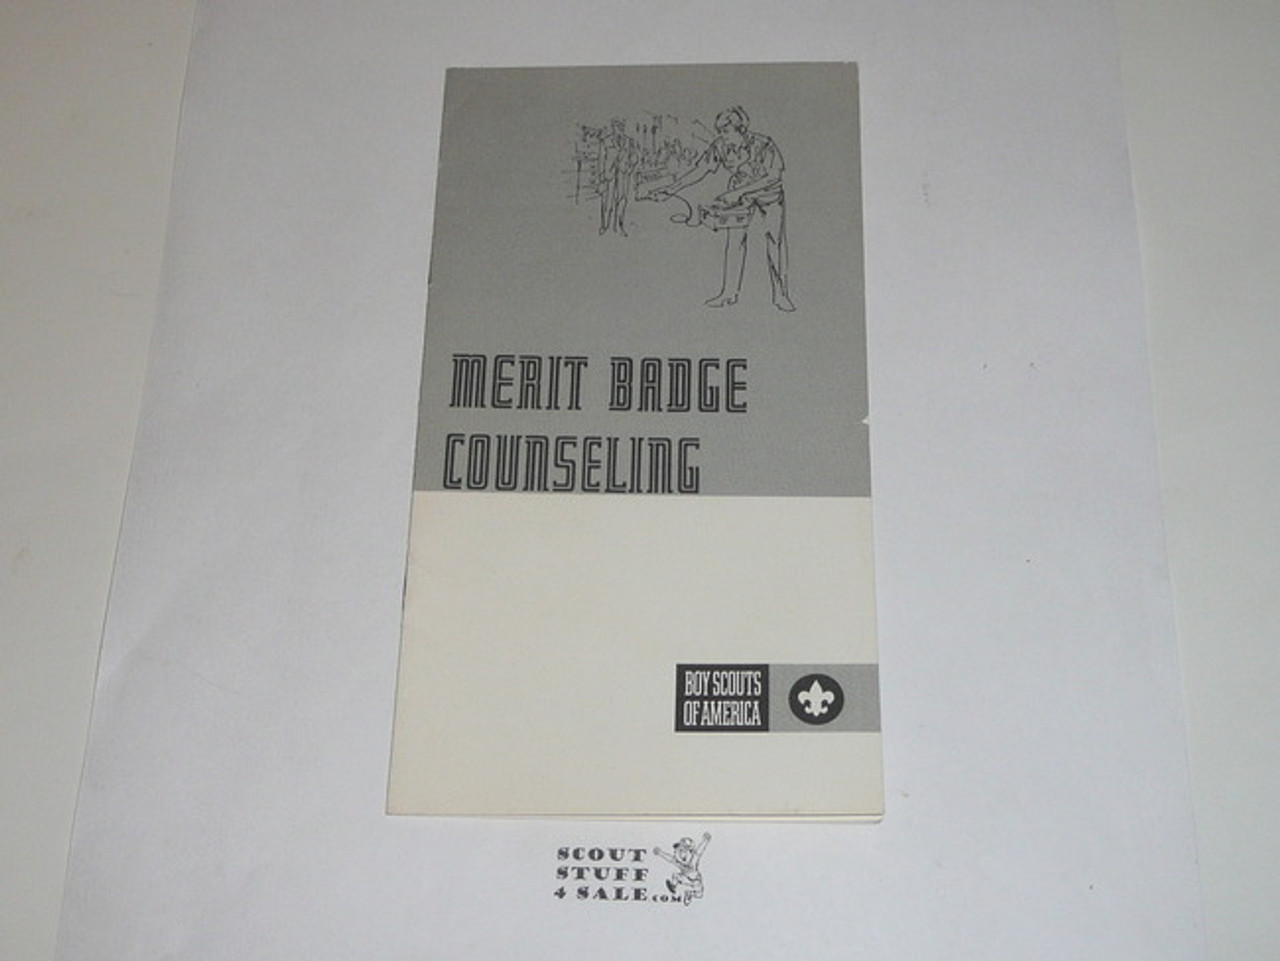 MERIT BADGE
COUNSELING
BOY SCOUTS
OF AMERICA
SCOUT
STUFF
4 SALE.COM